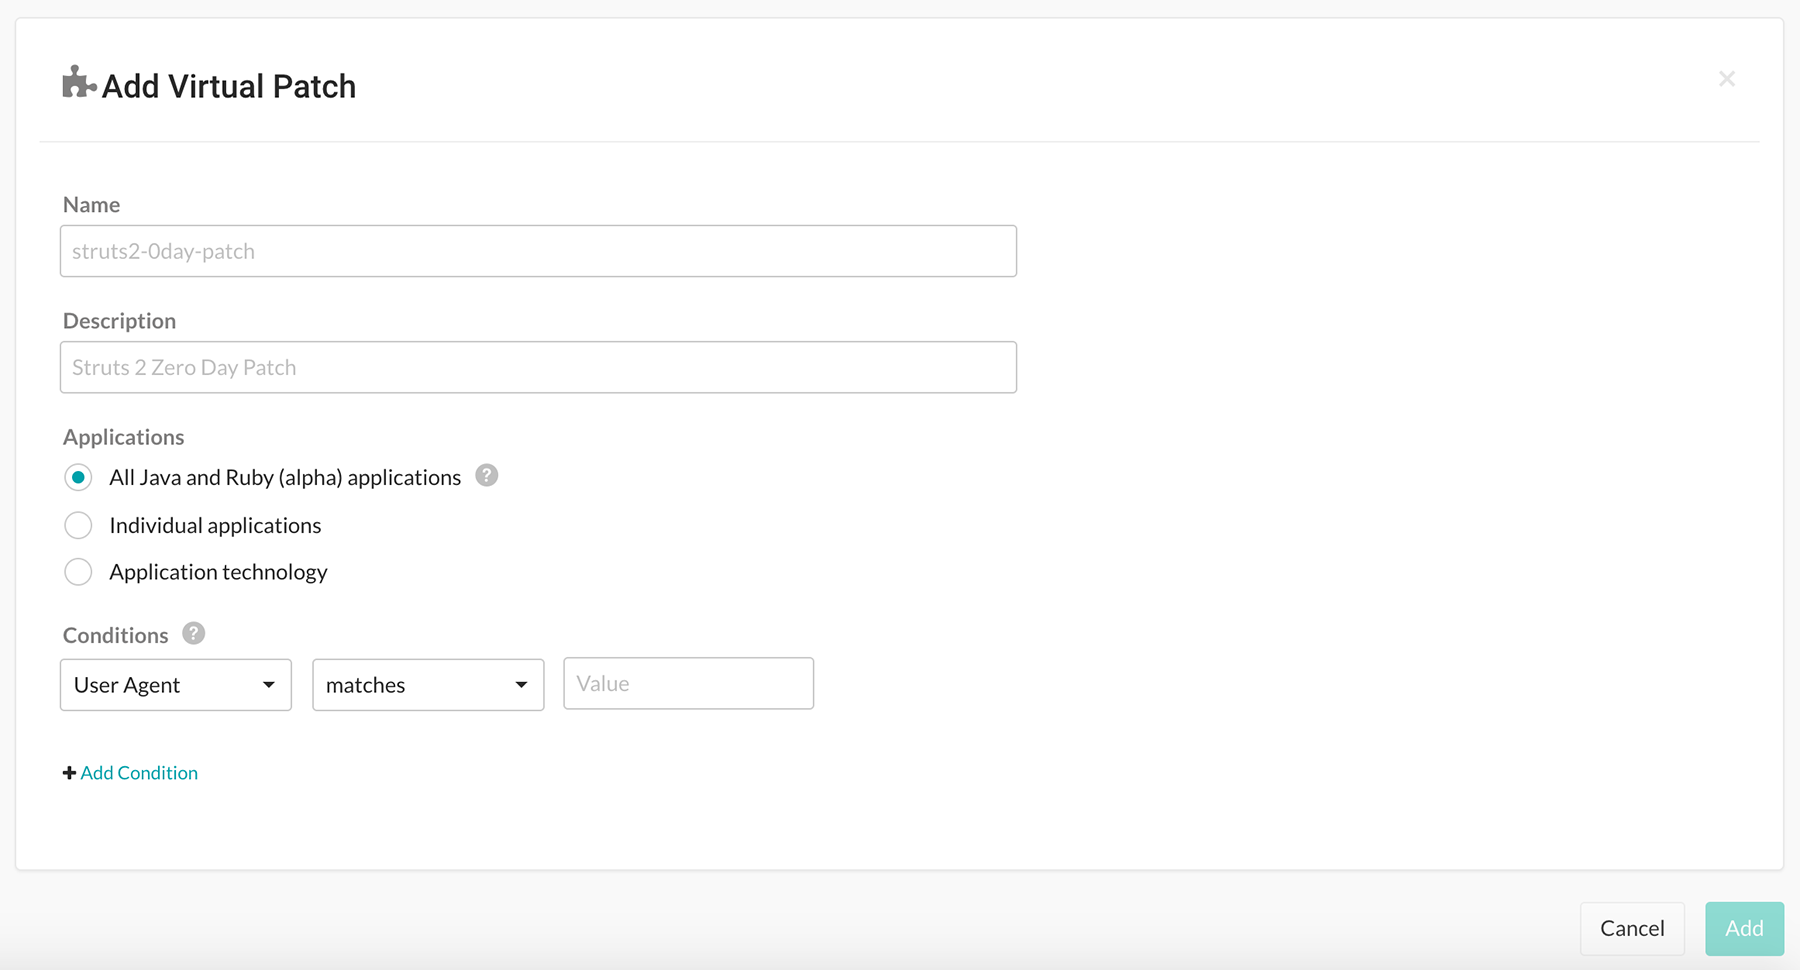 Add Virtual Patch
×
Name
struts2-0day-patch
Description
Struts 2 Zero Day Patch
Applications
All Java and Ruby (alpha) applications ?
Individual applications
Application technology
Conditions ?
User Agent matches Value
+ Add Condition
Cancel Add